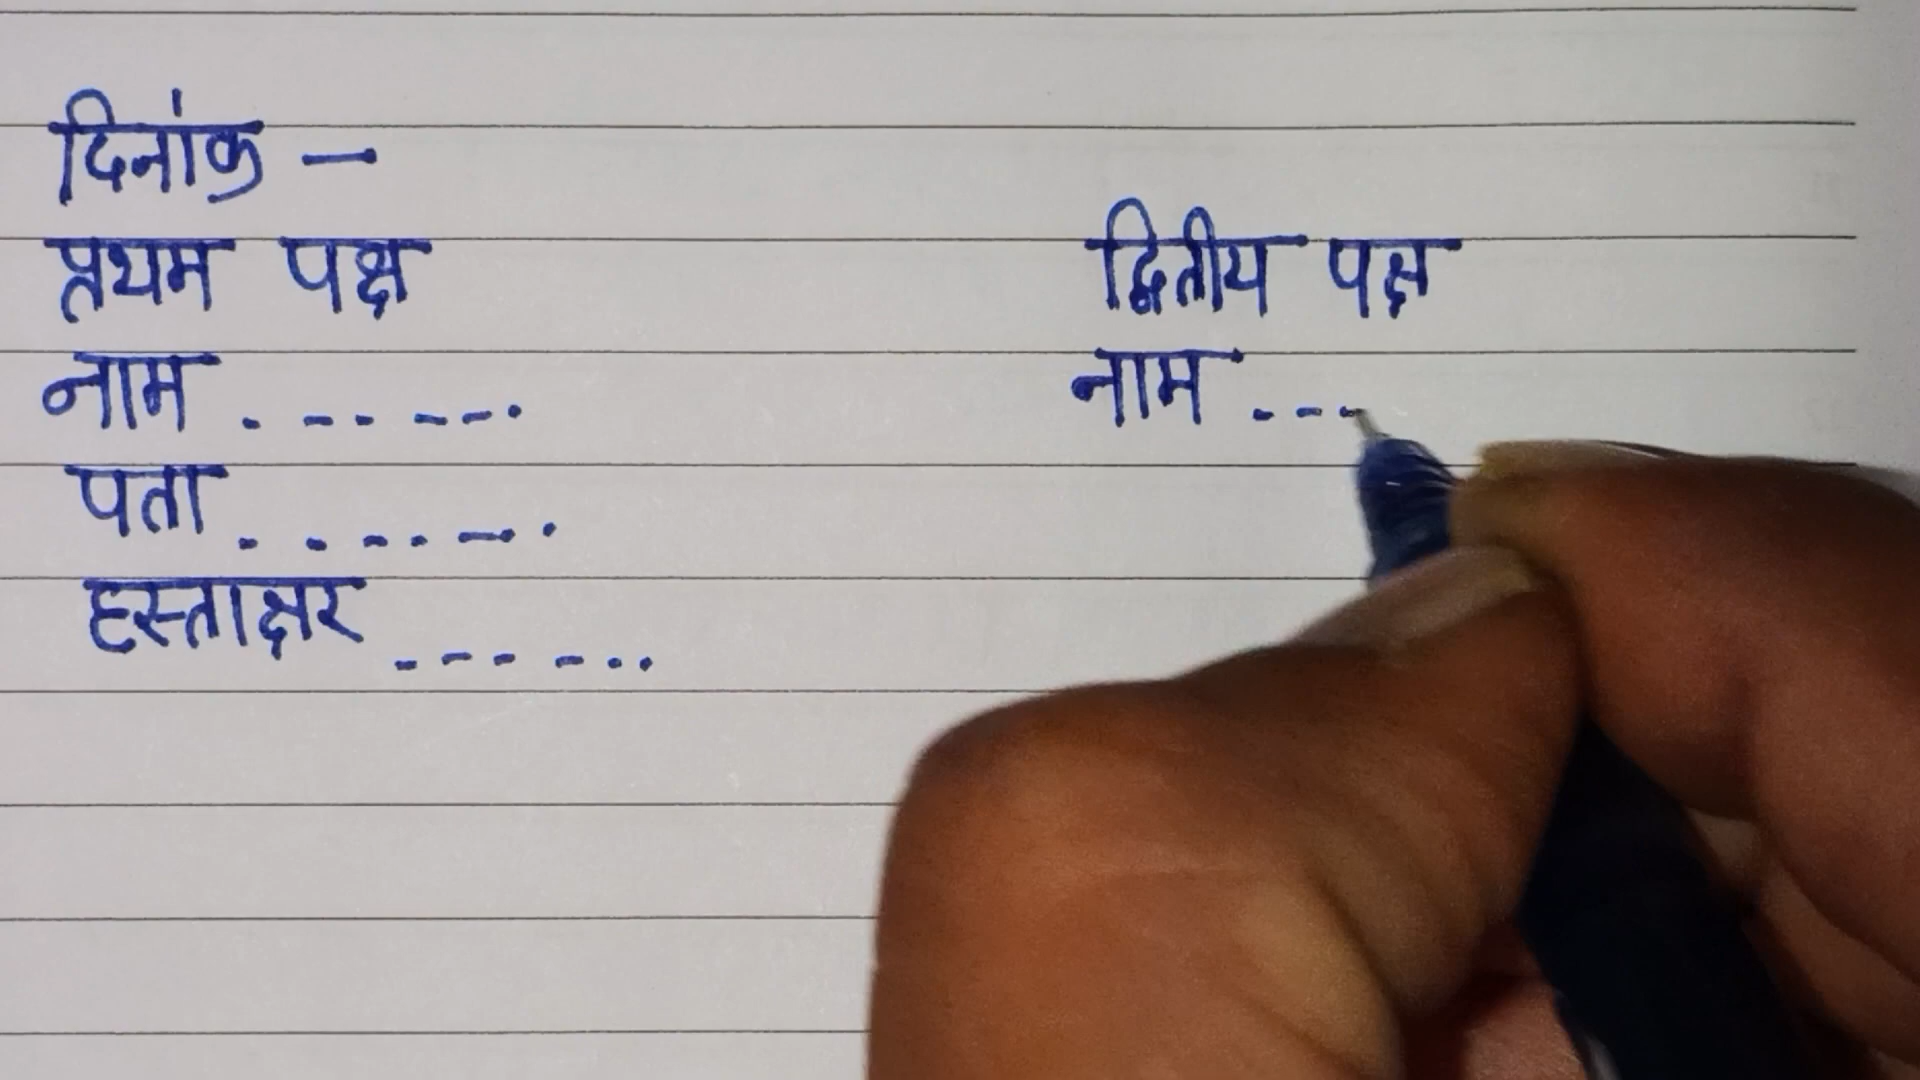 दिनांक —
प्रथम पक्ष
द्वितीय पक्ष
नाम . -- -- --.
नाम . - - -
पता . . -- -. --. .
हस्ताक्षर - - - - - . .